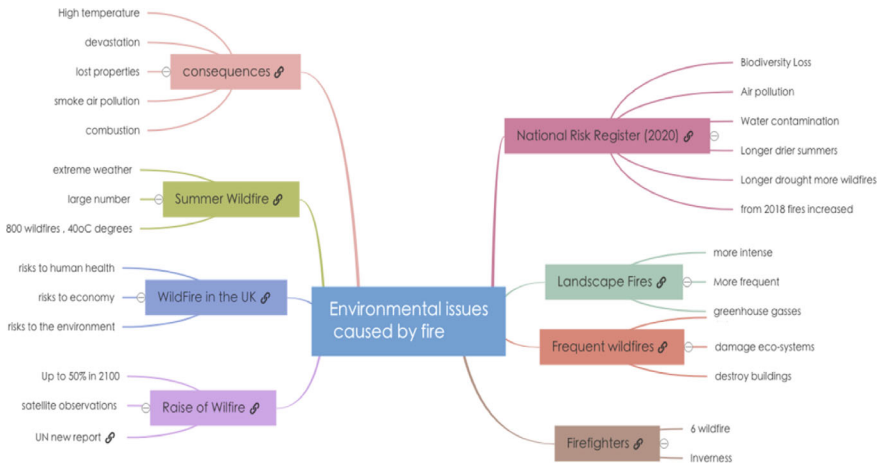 High temperature
devastation
lost properties
smoke air pollution
combustion
consequences
extreme weather
large number
800 wildfires , 40oC degrees
Summer Wildfire
risks to human health
risks to economy
risks to the environment
WildFire in the UK
Up to 50% in 2100
satellite observations
UN new report
Raise of Wilfire
Environmental issues
caused by fire
National Risk Register (2020)
Biodiversity Loss
Air pollution
Water contamination
Longer drier summers
Longer drought more wildfires
from 2018 fires increased
Landscape Fires
more intense
More frequent
greenhouse gasses
Frequent wildfires
damage eco-systems
destroy buildings
Firefighters
6 wildfire
Inverness